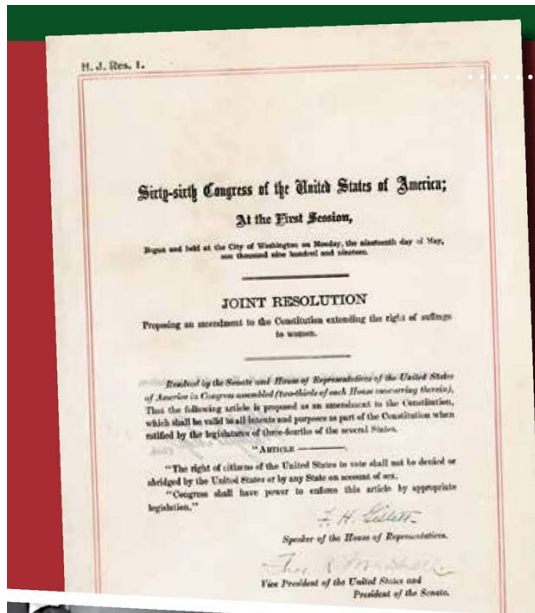 H. J. Res. 1.
Sixty-sixth Congress of the United States of America;
At the First Session,
Begun and held at the City of Washington on Monday, the nineteenth day of May,
one thousand nine hundred and nineteen.
JOINT RESOLUTION
Proposing an amendment to the Constitution extending the right of suffrage
to women.
Resolved by the Senate and House of Representatives of the United States
of America in Congress assembled (two-thirds of each House concurring therein),
That the following article is proposed as an amendment to the Constitution,
which shall be valid to all intents and purposes as part of the Constitution when
ratified by the legislatures of three-fourths of the several States.
"ARTICLE ————.
"The right of citizens of the United States to vote shall not be denied or
abridged by the United States or by any State on account of sex.
"Congress shall have power to enforce this article by appropriate
legislation."
F. H. Gillett
Speaker of the House of Representatives.
Thos. R. Marshall
Vice President of the United States and
President of the Senate.